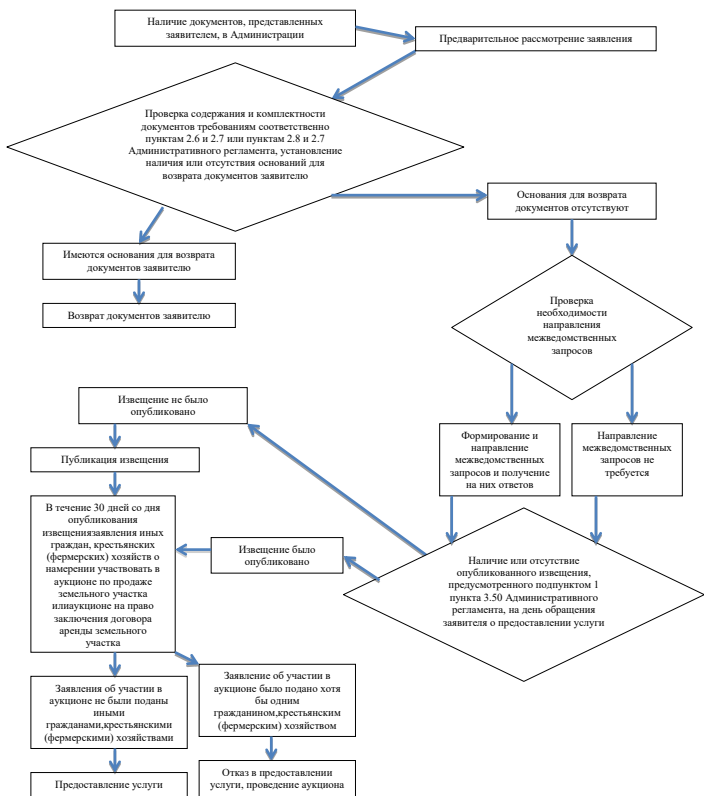 Наличие документов, представленных
заявителем, в Администрации
Предварительное рассмотрение заявления
Проверка содержания и комплектности
документов требованиям соответственно
пунктам 2.6 и 2.7 или пунктам 2.8 и 2.7
Административного регламента, установление
наличия или отсутствия оснований для
возврата документов заявителю
Основания для возврата
документов отсутствуют
Имеются основания для возврата
документов заявителю
Возврат документов заявителю
Проверка
необходимости
направления
межведомственных
запросов
Извещение не было
опубликовано
Формирование и
направление
межведомственных
запросов и получение
на них ответов
Направление
межведомственных
запросов не
требуется
Публикация извещения
В течение 30 дней со дня
опубликования
извещениязаявления иных
граждан, крестьянских
(фермерских) хозяйств о
намерении участвовать в
аукционе по продаже
земельного участка
илиаукционе на право
заключения договора
аренды земельного
участка
Извещение было
опубликовано
Наличие или отсутствие
опубликованного извещения,
предусмотренного подпунктом 1
пункта 3.50 Административного
регламента, на день обращения
заявителя о предоставлении услуги
Заявления об участии в
аукционе не были поданы
иными
гражданами,крестьянскими
(фермерскими) хозяйствами
Заявление об участии в
аукционе было подано хотя
бы одним
гражданином,крестьянским
(фермерским) хозяйством
Предоставление услуги
Отказ в предоставлении
услуги, проведение аукциона